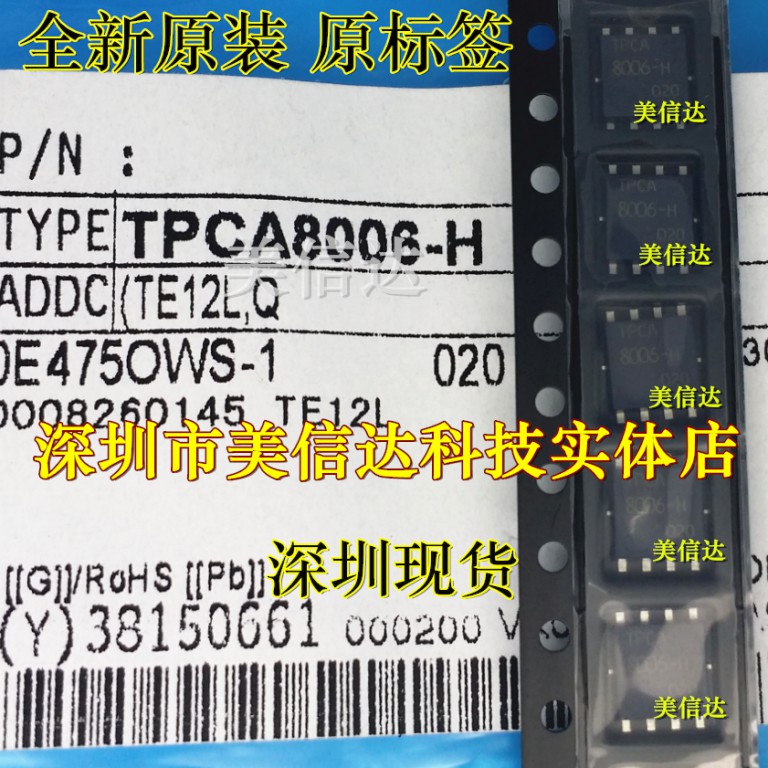 全新原装 原标签
P/N :
TYPE TPCA8006-H
美信达
ADDC (TE12L,Q
0E4750WS-1 020
0008260145 TE12L
深圳市美信达科技实体店
深圳现货
[[G]]/RoHS [[Pb]]
(Y)38150661 000200
TPCA
8006-H
020
美信达
TPCA
8006-H
020
美信达
TPCA
8006-H
020
美信达
8006-H
020
美信达
TPCA
美信达